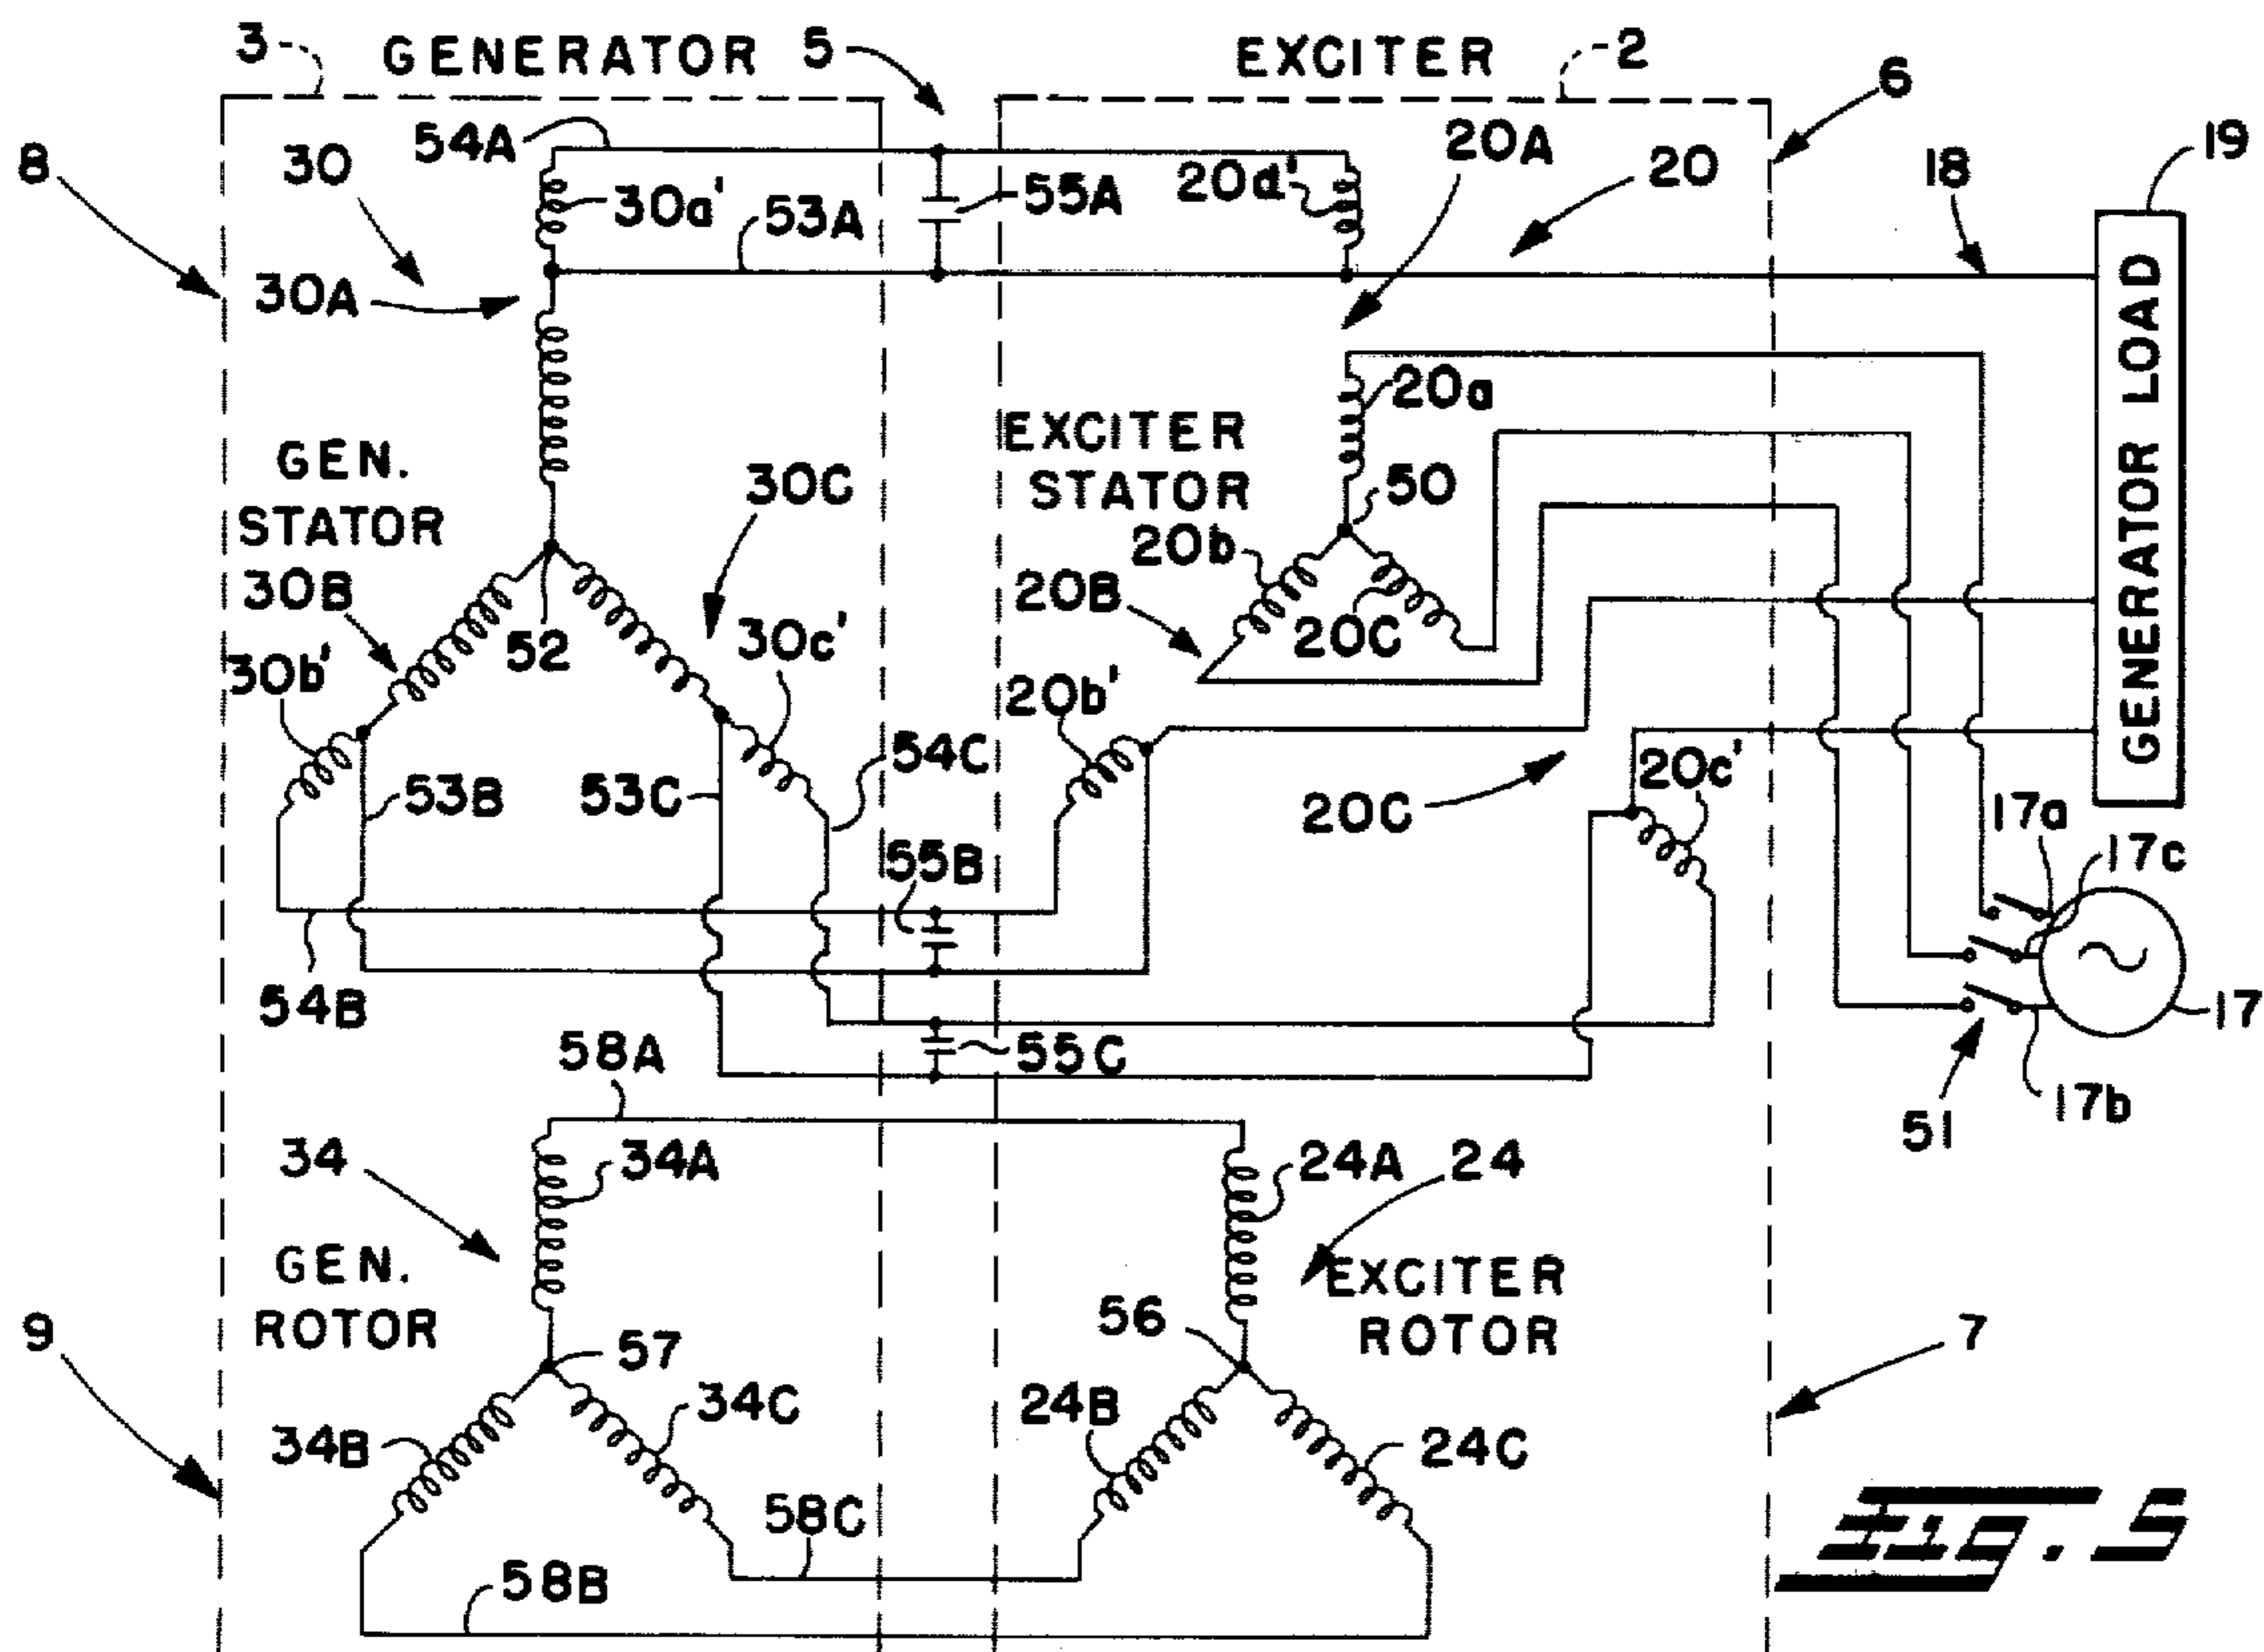 3 GENERATOR 5 EXCITER 2
6
8 30 54A 30a' 53A 55A 20a' 20A 20 18 19
30A
GENERATOR LOAD
20a
GEN.
STATOR
EXCITER
STATOR
30C 50
30B 52 30c' 20b
20B 20C
30b' 20b'
53B 53C 54C 20C 20c'
55B 17a 17c
54B 17
58A 55C 51 17b
34 34A 24A 24
GEN.
ROTOR
EXCITER
ROTOR
9 57 56 7
34B 34C 24B 24C
58C
58B
Fig. 5